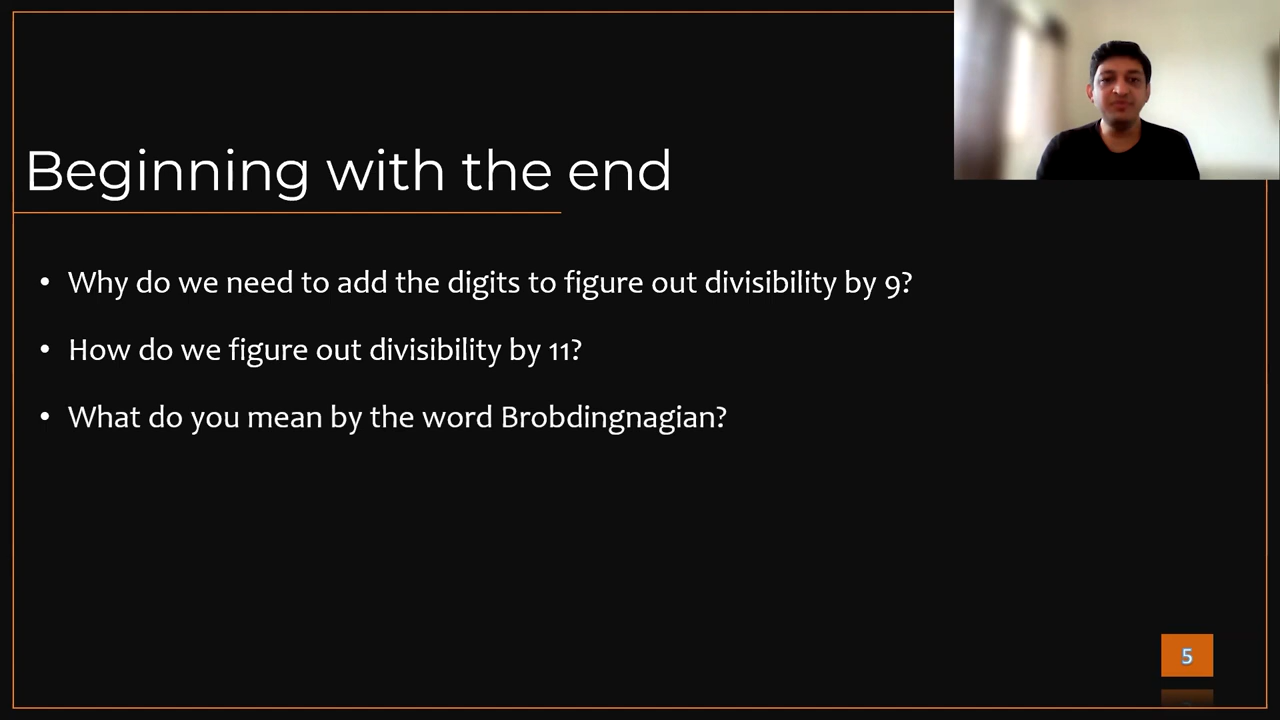 Beginning with the end
• Why do we need to add the digits to figure out divisibility by 9?
• How do we figure out divisibility by 11?
• What do you mean by the word Brobdingnagian?
5